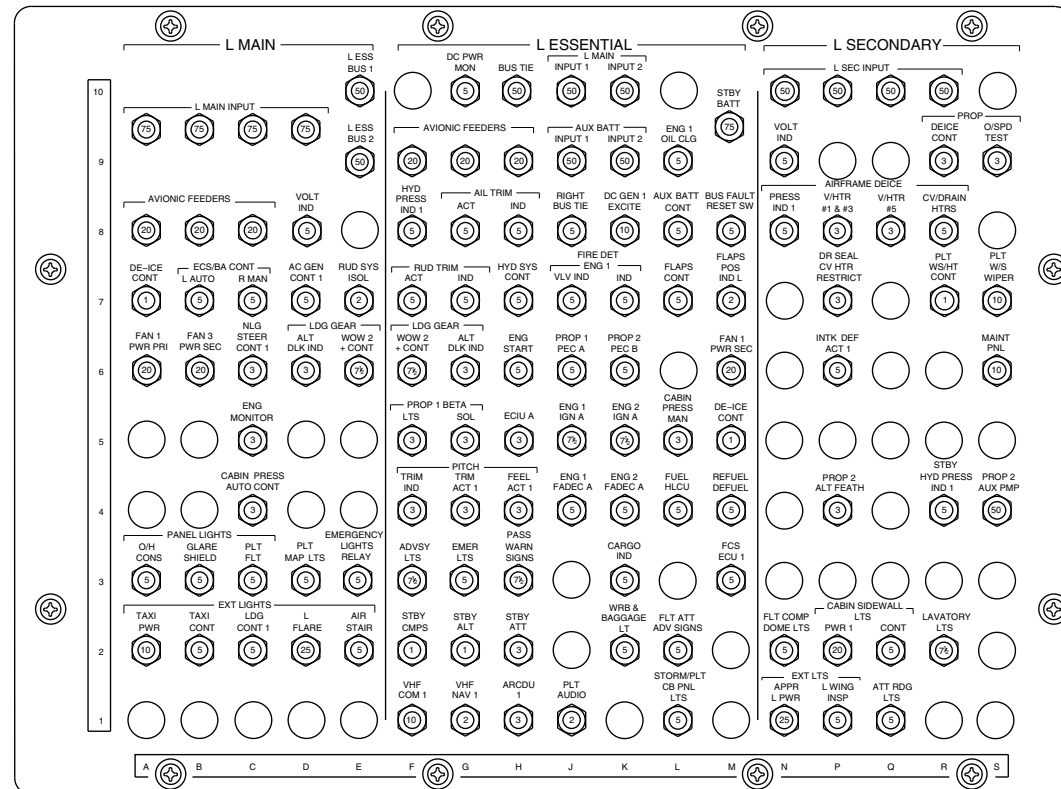 L MAIN
L ESSENTIAL
L SECONDARY
L ESS
BUS 1
50
DC PWR
MON
5
BUS TIE
50
L MAIN
INPUT 1
INPUT 2
50
50
STBY
BATT
75
L SEC INPUT
50
50
50
50
10
L MAIN INPUT
75
75
75
75
L ESS
BUS 2
50
AVIONIC FEEDERS
20
20
20
AUX BATT
INPUT 1
INPUT 2
50
50
ENG 1
OIL CLG
5
VOLT
IND
5
PROP
DEICE
CONT
3
O/SPD
TEST
3
9
AVIONIC FEEDERS
20
20
20
VOLT
IND
5
HYD
PRESS
IND 1
5
AIL TRIM
ACT
IND
5
5
RIGHT
BUS TIE
5
DC GEN 1
EXCITE
10
AUX BATT
CONT
5
BUS FAULT
RESET SW
5
AIRFRAME DEICE
PRESS
IND 1
5
V/HTR
#1 & #3
3
V/HTR
#5
3
CV/DRAIN
HTRS
5
8
DE-ICE
CONT
1
ECS/BA CONT
L AUTO
R MAN
5
5
AC GEN
CONT 1
5
RUD SYS
ISOL
2
RUD TRIM
ACT
IND
5
5
HYD SYS
CONT
5
FIRE DET
ENG 1
VLV IND
IND
5
5
FLAPS
CONT
5
FLAPS
POS
IND L
2
DR SEAL
CV HTR
RESTRICT
3
PLT
WS/HT
CONT
1
PLT
W/S
WIPER
10
7
FAN 1
PWR PRI
20
FAN 3
PWR SEC
20
NLG
STEER
CONT 1
3
LDG GEAR
ALT
DLK IND
3
WOW 2
+ CONT
7½
LDG GEAR
WOW 2
+ CONT
7½
ALT
DLK IND
3
ENG
START
5
PROP 1
PEC A
5
PROP 2
PEC B
5
FAN 1
PWR SEC
20
INTK DEF
ACT 1
5
MAINT
PNL
10
6
ENG
MONITOR
3
PROP 1 BETA
LTS
SOL
3
3
ECIU A
3
ENG 1
IGN A
7½
ENG 2
IGN A
7½
CABIN
PRESS
MAN
3
DE-ICE
CONT
1
5
CABIN PRESS
AUTO CONT
3
PITCH
TRIM
IND
3
TRM
ACT 1
3
FEEL
ACT 1
3
ENG 1
FADEC A
5
ENG 2
FADEC A
5
FUEL
HLCU
5
REFUEL
DEFUEL
5
PROP 2
ALT FEATH
3
STBY
HYD PRESS
IND 1
5
PROP 2
AUX PMP
50
4
PANEL LIGHTS
O/H
CONS
5
GLARE
SHIELD
5
PLT
FLT
5
PLT
MAP LTS
5
EMERGENCY
LIGHTS
RELAY
5
ADVSY
LTS
7½
EMER
LTS
5
PASS
WARN
SIGNS
7½
CARGO
IND
5
FCS
ECU 1
5
3
EXT LIGHTS
TAXI
PWR
10
TAXI
CONT
5
LDG
CONT 1
5
L
FLARE
25
AIR
STAIR
5
STBY
CMPS
1
STBY
ALT
1
STBY
ATT
3
WRB &
BAGGAGE
LT
5
FLT ATT
ADV SIGNS
5
FLT COMP
DOME LTS
5
CABIN SIDEWALL
LTS
PWR 1
CONT
20
5
LAVATORY
LTS
7½
2
VHF
COM 1
10
VHF
NAV 1
2
ARCDU
1
3
PLT
AUDIO
2
STORM/PLT
CB PNL
LTS
5
EXT LTS
APPR
L PWR
25
L WING
INSP
5
ATT RDG
LTS
5
1
A B C D E F G H J K L M N P Q R S